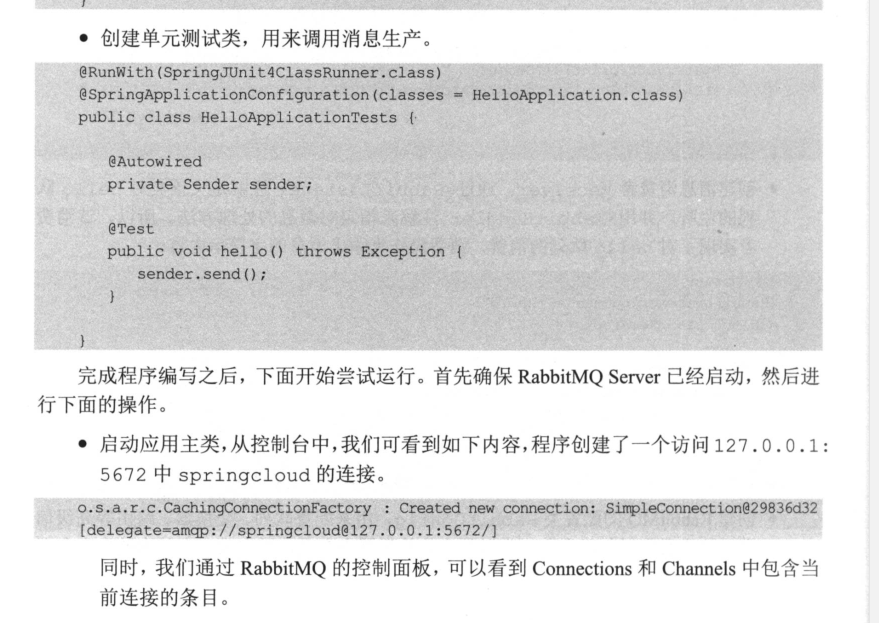 }
● 创建单元测试类，用来调用消息生产。
@RunWith(SpringJUnit4ClassRunner.class)
@SpringApplicationConfiguration(classes = HelloApplication.class)
public class HelloApplicationTests {
@Autowired
private Sender sender;
@Test
public void hello() throws Exception {
sender.send();
}
}
完成程序编写之后，下面开始尝试运行。首先确保 RabbitMQ Server 已经启动，然后进
行下面的操作。
● 启动应用主类，从控制台中，我们可看到如下内容，程序创建了一个访问 127.0.0.1:
5672 中 springcloud 的连接。
o.s.a.r.c.CachingConnectionFactory : Created new connection: SimpleConnection@29836d32
[delegate=amqp://springcloud@127.0.0.1:5672/]
同时，我们通过 RabbitMQ 的控制面板，可以看到 Connections 和 Channels 中包含当
前连接的条目。